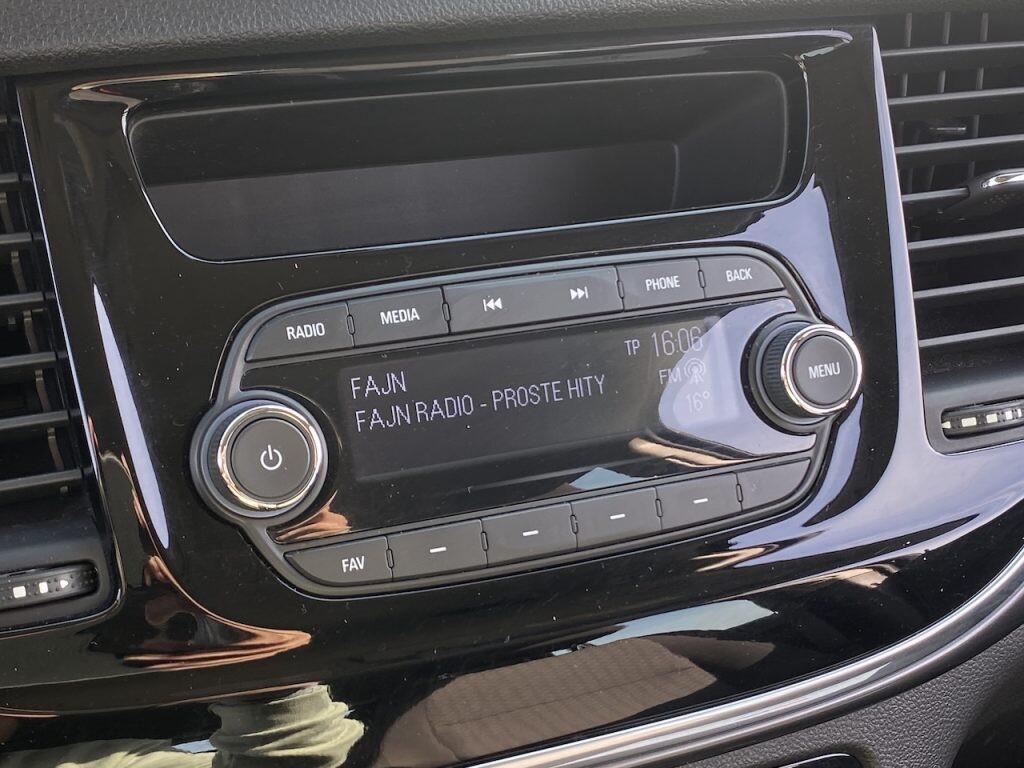 RADIO MEDIA PHONE BACK
TP 16:06
FAJN
FM
FAJN RADIO - PROSTE HITY
16°
MENU
FAV